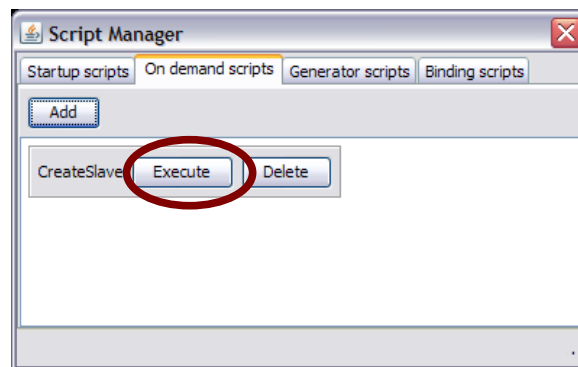 Script Manager
Startup scripts On demand scripts Generator scripts Binding scripts
Add
CreateSlave Execute Delete